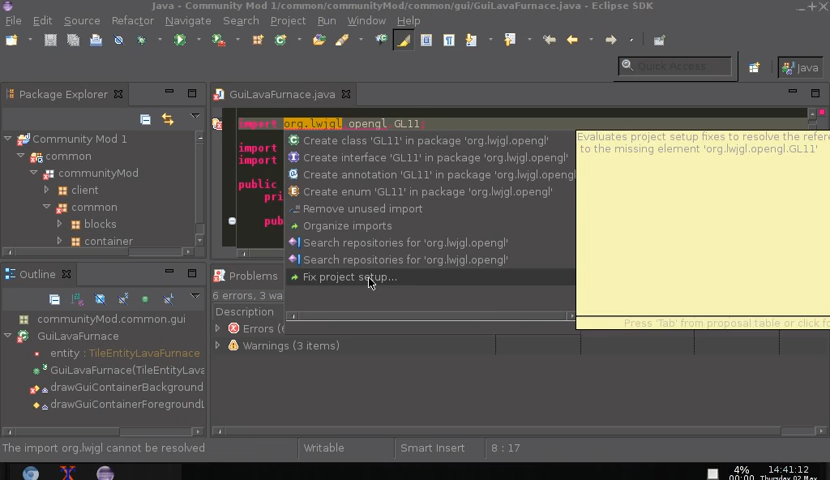 Java - Community Mod 1/common/communityMod/common/gui/GuiLavaFurnace.java - Eclipse SDK
File Edit Source Refactor Navigate Search Project Run Window Help
Quick Access
Java
Package Explorer
Community Mod 1
common
communityMod
client
common
blocks
container
GuiLavaFurnace.java
import org.lwjgl opengl GL11;
import
import
public
pri
pub
Create class 'GL11' in package 'org.lwjgl.opengl'
Create interface 'GL11' in package 'org.lwjgl.opengl'
Create annotation 'GL11' in package 'org.lwjgl.opengl
Create enum 'GL11' in package 'org.lwjgl.opengl'
Remove unused import
Organize imports
Search repositories for 'org.lwjgl.opengl'
Search repositories for 'org.lwjgl.opengl'
Fix project setup...
Evaluates project setup fixes to resolve the refer
to the missing element 'org.lwjgl.opengl.GL11'
Press 'Tab' from proposal table or click fo
Outline
communityMod.common.gui
GuiLavaFurnace
entity : TileEntityLavaFurnace
GuiLavaFurnace(TileEntityLava
drawGuiContainerBackground
drawGuiContainerForegroundL
Problems
6 errors, 3 wa
Description
Errors (6
Warnings (3 items)
The import org.lwjgl cannot be resolved
Writable
Smart Insert
8 : 17
4%
00:00
14:41:12
Thursday 02 May